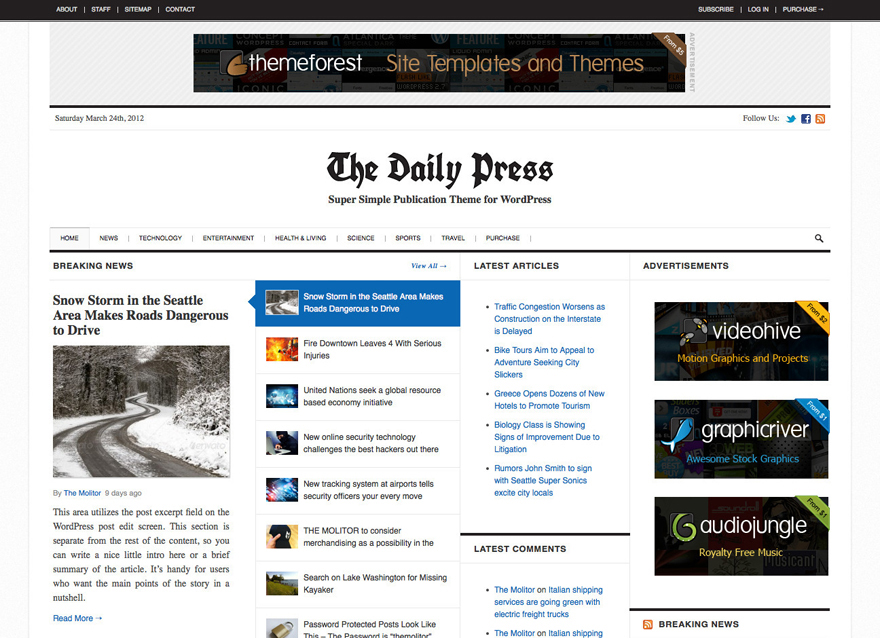 ABOUT | STAFF | SITEMAP | CONTACT
SUBSCRIBE | LOG IN | PURCHASE →
themeforest Site Templates and Themes
From $5
ADVERTISEMENT
Saturday March 24th, 2012
Follow Us:
The Daily Press
Super Simple Publication Theme for WordPress
HOME NEWS | TECHNOLOGY | ENTERTAINMENT | HEALTH & LIVING | SCIENCE | SPORTS | TRAVEL | PURCHASE |
BREAKING NEWS
View All →
Snow Storm in the Seattle
Area Makes Roads Dangerous
to Drive
By The Molitor 9 days ago
This area utilizes the post excerpt field on the
WordPress post edit screen. This section is
separate from the rest of the content, so you
can write a nice little intro here or a brief
summary of the article. It's handy for users
who want the main points of the story in a
nutshell.
Read More →
Snow Storm in the Seattle Area Makes
Roads Dangerous to Drive
Fire Downtown Leaves 4 With Serious
Injuries
United Nations seek a global resource
based economy initiative
New online security technology
challenges the best hackers out there
New tracking system at airports tells
security officers your every move
THE MOLITOR to consider
merchandising as a possibility in the
Search on Lake Washington for Missing
Kayaker
Password Protected Posts Look Like
This – The Password is "themolitor"
LATEST ARTICLES
• Traffic Congestion Worsens as
Construction on the Interstate
is Delayed
• Bike Tours Aim to Appeal to
Adventure Seeking City
Slickers
• Greece Opens Dozens of New
Hotels to Promote Tourism
• Biology Class is Showing
Signs of Improvement Due to
Litigation
• Rumors John Smith to sign
with Seattle Super Sonics
excite city locals
LATEST COMMENTS
• The Molitor on Italian shipping
services are going green with
electric freight trucks
• The Molitor on Italian shipping
ADVERTISEMENTS
From $2
videohive
Motion Graphics and Projects
From $1
graphicriver
Awesome Stock Graphics
From $1
audiojungle
Royalty Free Music
BREAKING NEWS